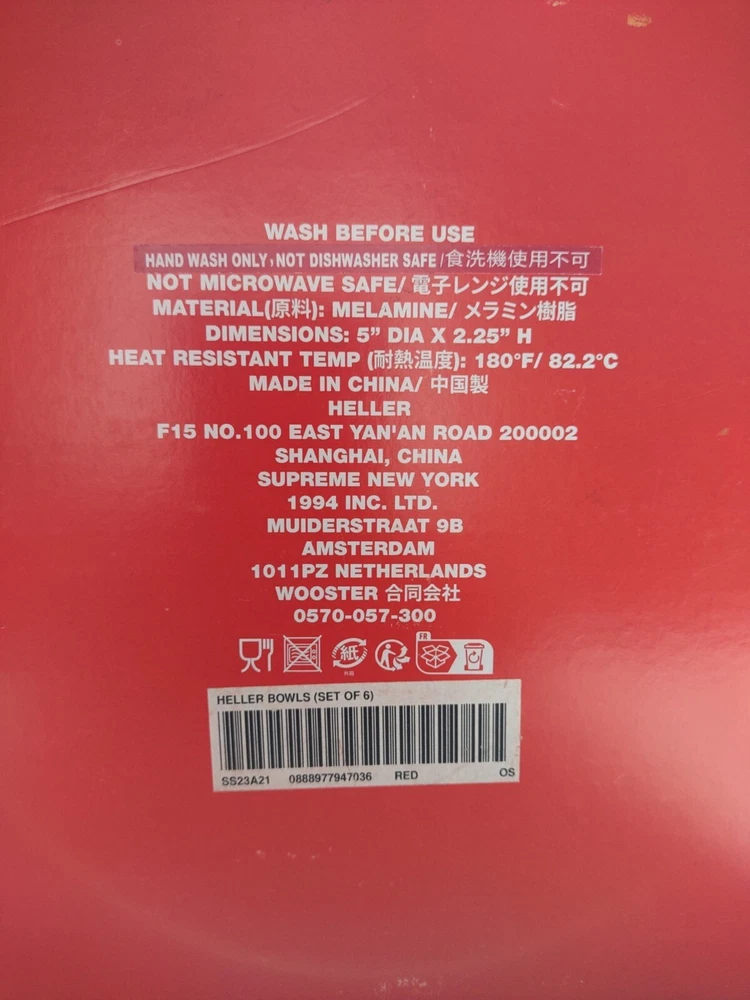 WASH BEFORE USE
HAND WASH ONLY, NOT DISHWASHER SAFE /食洗機使用不可
NOT MICROWAVE SAFE/ 電子レンジ使用不可
MATERIAL(原料): MELAMINE/ メラミン樹脂
DIMENSIONS: 5” DIA X 2.25” H
HEAT RESISTANT TEMP (耐熱温度): 180°F/ 82.2°C
MADE IN CHINA/ 中国製
HELLER
F15 NO.100 EAST YAN'AN ROAD 200002
SHANGHAI, CHINA
SUPREME NEW YORK
1994 INC. LTD.
MUIDERSTRAAT 9B
AMSTERDAM
1011PZ NETHERLANDS
WOOSTER 合同会社
0570-057-300
紙 FR
外箱
HELLER BOWLS (SET OF 6)
SS23A21 0888977947036 RED OS